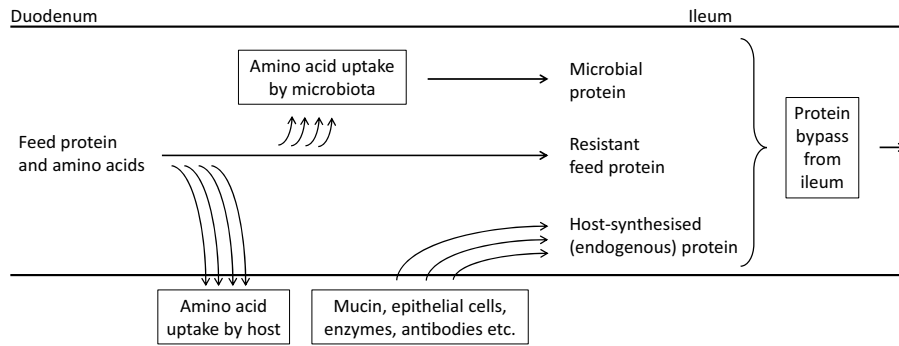 Duodenum
Ileum
Amino acid uptake
by microbiota
Microbial
protein
Feed protein
and amino acids
Resistant
feed protein
Protein
bypass
from
ileum
Host-synthesised
(endogenous) protein
Amino acid
uptake by host
Mucin, epithelial cells,
enzymes, antibodies etc.